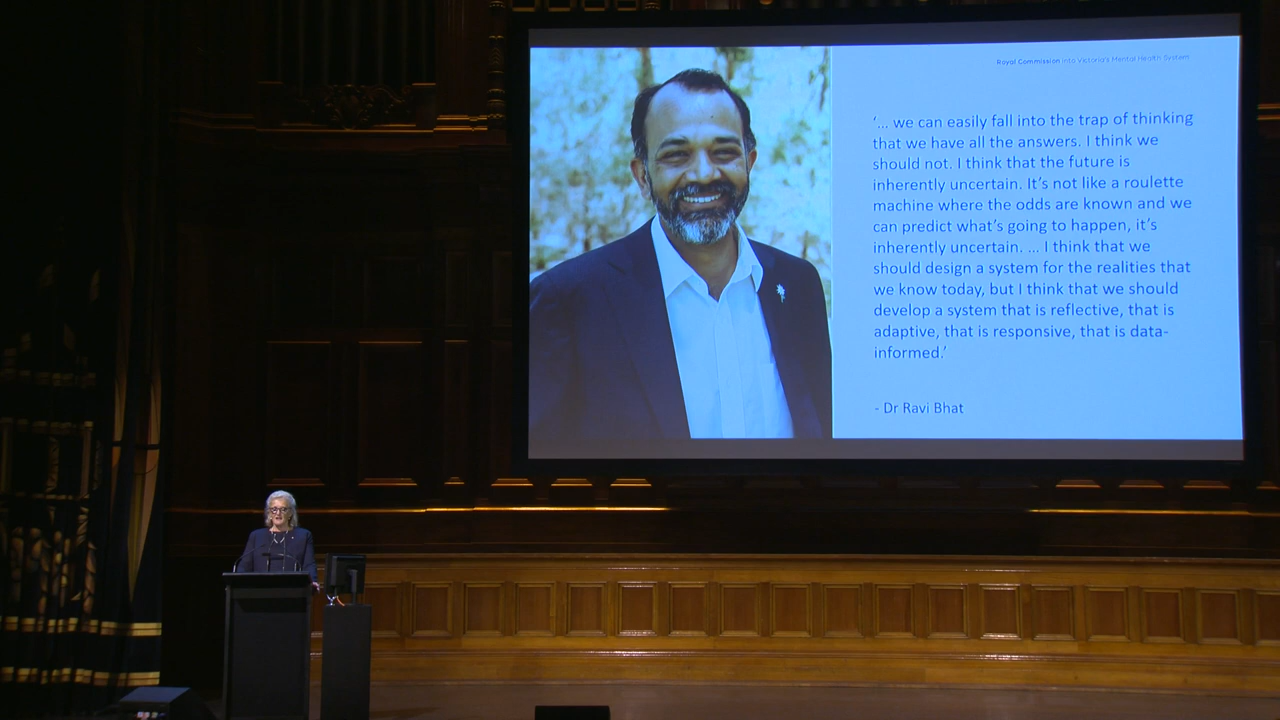 Royal Commission into Victoria's Mental Health System
‘... we can easily fall into the trap of thinking
that we have all the answers. I think we
should not. I think that the future is
inherently uncertain. It’s not like a roulette
machine where the odds are known and we
can predict what’s going to happen, it’s
inherently uncertain. ... I think that we
should design a system for the realities that
we know today, but I think that we should
develop a system that is reflective, that is
adaptive, that is responsive, that is data-
informed.’
- Dr Ravi Bhat